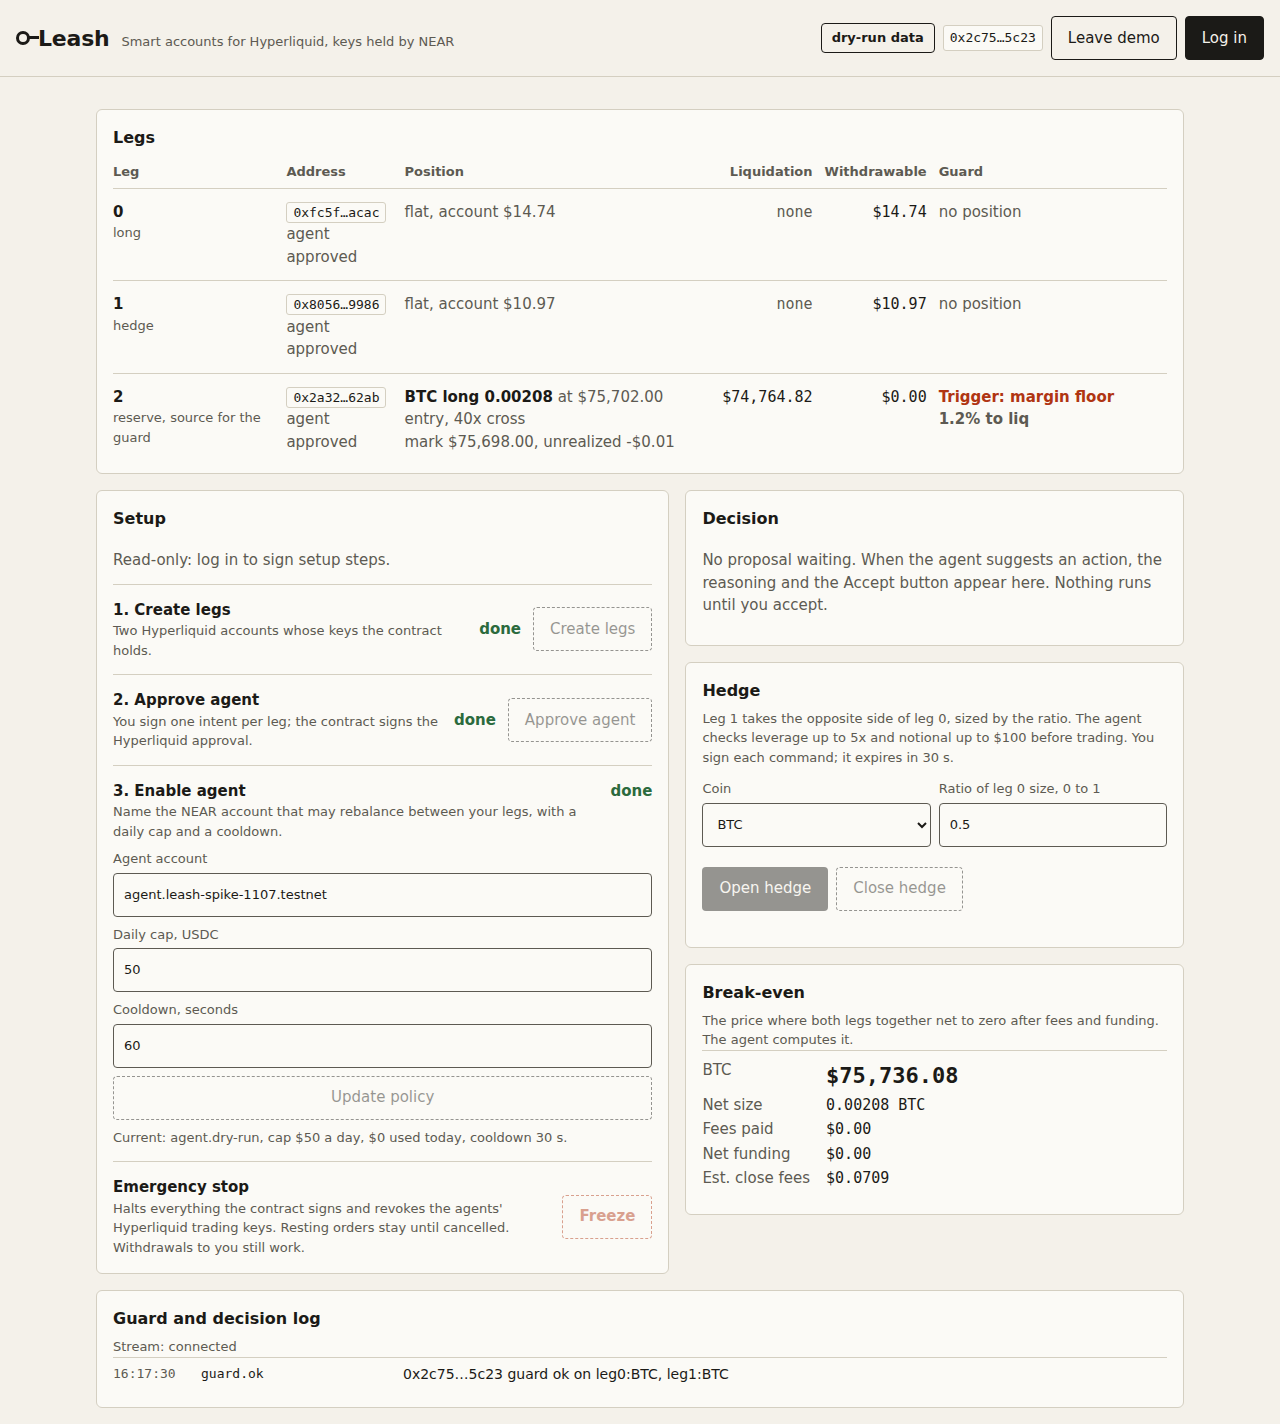 Leash Smart accounts for Hyperliquid, keys held by NEAR dry-run data 0x2c75…5c23 Leave demo Log in
Legs
Leg Address Position Liquidation Withdrawable Guard
0 0xfc5f…acac flat, account $14.74 none $14.74 no position
long agent
approved
1 0x8056…9986 flat, account $10.97 none $10.97 no position
hedge agent
approved
2 0x2a32…62ab BTC long 0.00208 at $75,702.00 $74,764.82 $0.00 Trigger: margin floor
reserve, source for the agent entry, 40x cross 1.2% to liq
guard approved mark $75,698.00, unrealized -$0.01
Setup
Read-only: log in to sign setup steps.
1. Create legs
Two Hyperliquid accounts whose keys the contract
holds.
done Create legs
2. Approve agent
You sign one intent per leg; the contract signs the
Hyperliquid approval.
done Approve agent
3. Enable agent done
Name the NEAR account that may rebalance between your legs, with a
daily cap and a cooldown.
Agent account
agent.leash-spike-1107.testnet
Daily cap, USDC
50
Cooldown, seconds
60
Update policy
Current: agent.dry-run, cap $50 a day, $0 used today, cooldown 30 s.
Emergency stop
Halts everything the contract signs and revokes the agents'
Hyperliquid trading keys. Resting orders stay until cancelled.
Withdrawals to you still work.
Freeze
Decision
No proposal waiting. When the agent suggests an action, the
reasoning and the Accept button appear here. Nothing runs
until you accept.
Hedge
Leg 1 takes the opposite side of leg 0, sized by the ratio. The agent
checks leverage up to 5x and notional up to $100 before trading. You
sign each command; it expires in 30 s.
Coin Ratio of leg 0 size, 0 to 1
BTC 0.5
Open hedge Close hedge
Break-even
The price where both legs together net to zero after fees and funding.
The agent computes it.
BTC $75,736.08
Net size 0.00208 BTC
Fees paid $0.00
Net funding $0.00
Est. close fees $0.0709
Guard and decision log
Stream: connected
16:17:30 guard.ok 0x2c75…5c23 guard ok on leg0:BTC, leg1:BTC